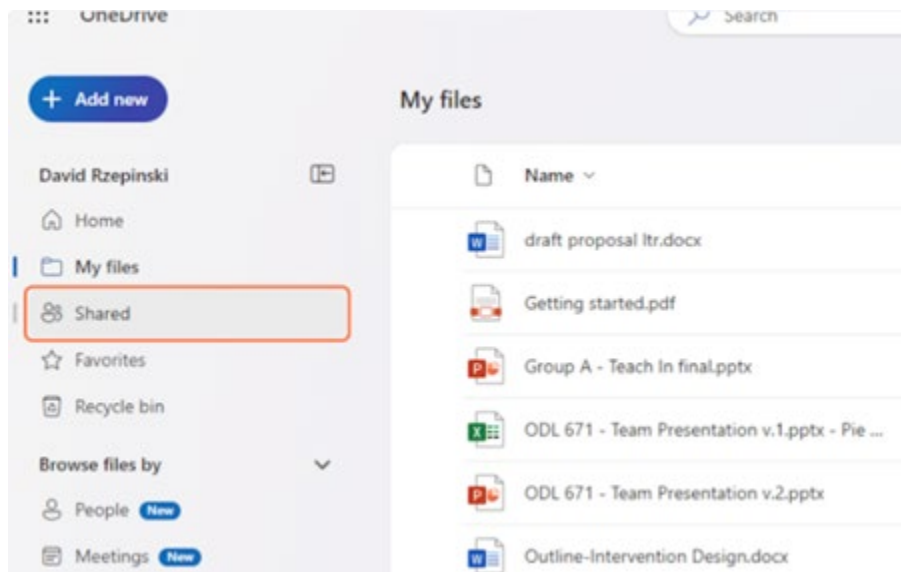 OneDrive
Search
+ Add new
My files
David Rzepinski
Name
Home
draft proposal ltr.docx
My files
Getting started.pdf
Shared
Group A - Teach In final.pptx
Favorites
Recycle bin
ODL 671 - Team Presentation v.1.pptx - Pie ...
Browse files by
ODL 671 - Team Presentation v.2.pptx
People New
Meetings New
Outline-Intervention Design.docx